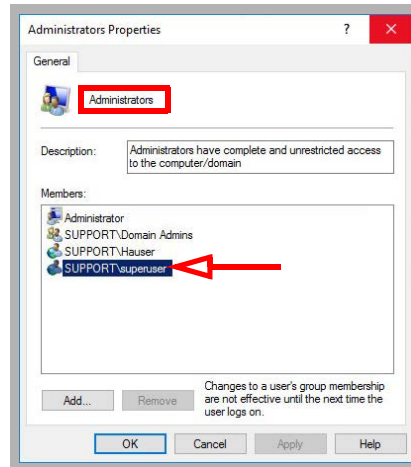 Administrators Properties ? ×
General
Administrators
Description: Administrators have complete and unrestricted access
to the computer/domain
Members:
Administrator
SUPPORT\Domain Admins
SUPPORT\Hauser
SUPPORT\superuser
Add... Remove Changes to a user's group membership
are not effective until the next time the
user logs on.
OK Cancel Apply Help